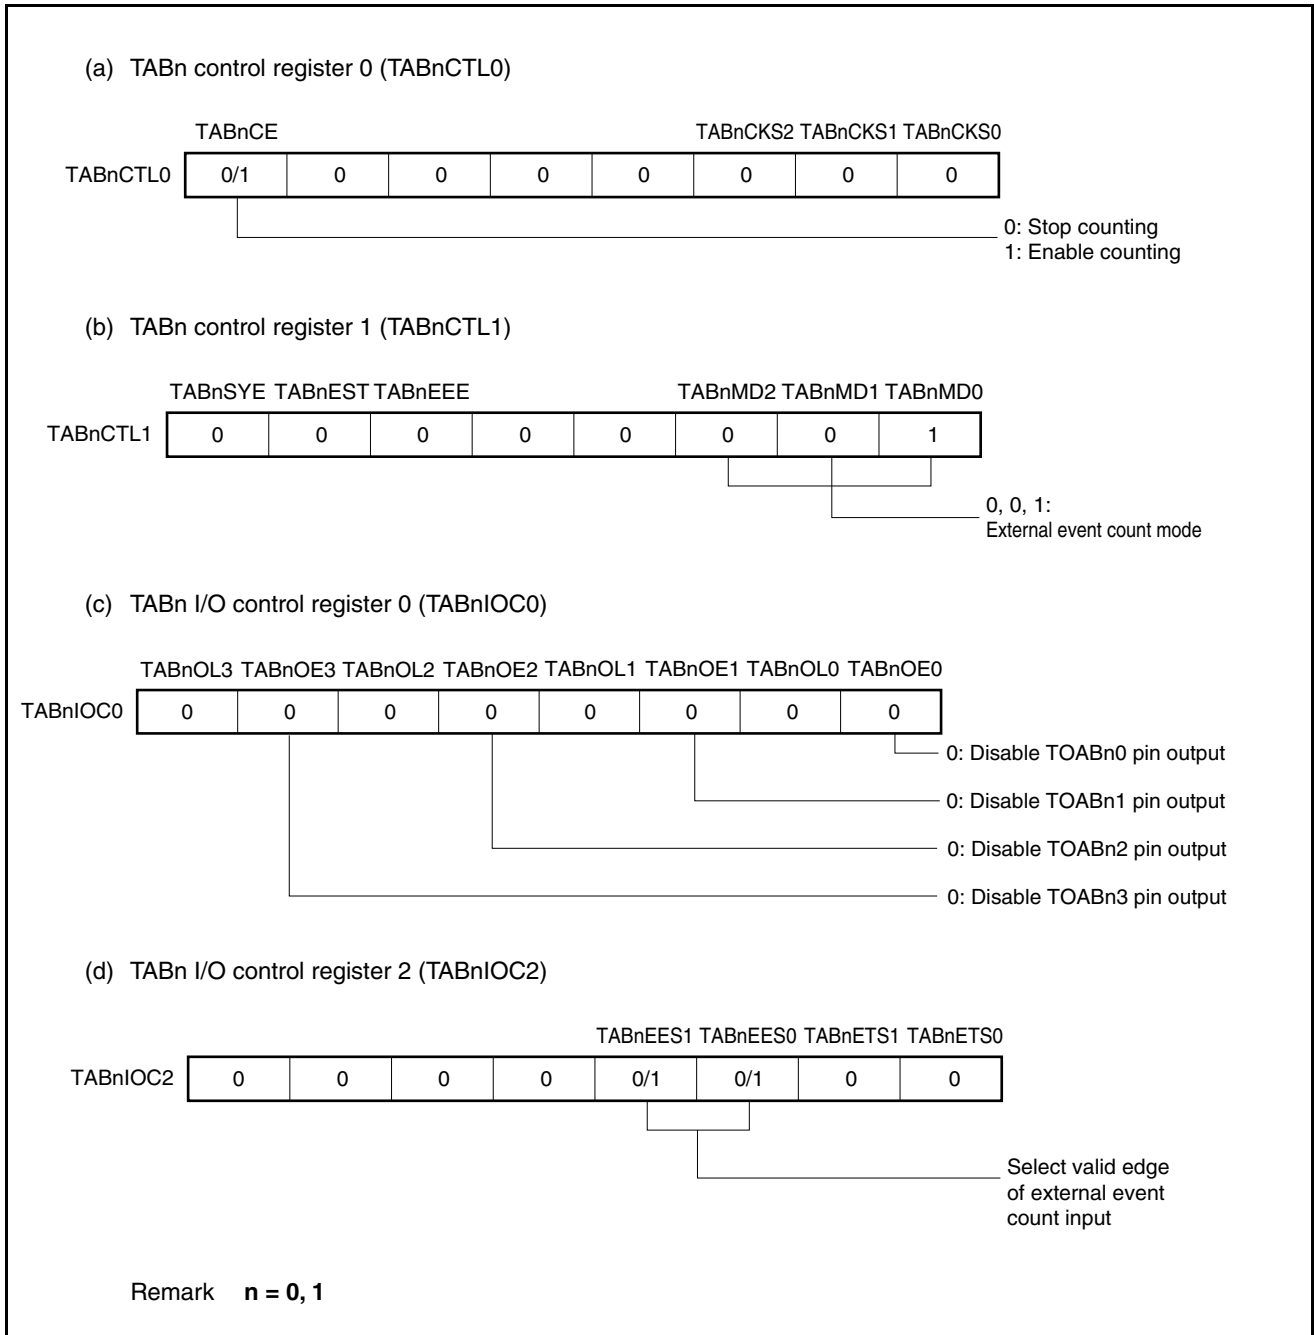 (a) TABn control register 0 (TABnCTL0)
TABnCE TABnCKS2 TABnCKS1 TABnCKS0
TABnCTL0 0/1 0 0 0 0 0 0 0
0: Stop counting
1: Enable counting
(b) TABn control register 1 (TABnCTL1)
TABnSYE TABnEST TABnEEE TABnMD2 TABnMD1 TABnMD0
TABnCTL1 0 0 0 0 0 0 0 1
0, 0, 1:
External event count mode
(c) TABn I/O control register 0 (TABnIOC0)
TABnOL3 TABnOE3 TABnOL2 TABnOE2 TABnOL1 TABnOE1 TABnOL0 TABnOE0
TABnIOC0 0 0 0 0 0 0 0 0
0: Disable TOABn0 pin output
0: Disable TOABn1 pin output
0: Disable TOABn2 pin output
0: Disable TOABn3 pin output
(d) TABn I/O control register 2 (TABnIOC2)
TABnEES1 TABnEES0 TABnETS1 TABnETS0
TABnIOC2 0 0 0 0 0/1 0/1 0 0
Select valid edge
of external event
count input
Remark n = 0, 1